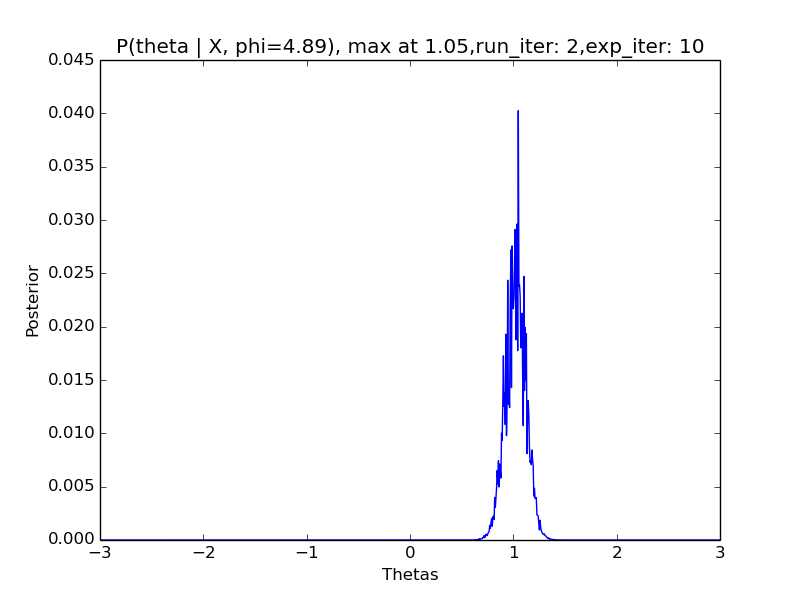 P(theta | X, phi=4.89), max at 1.05,run_iter: 2,exp_iter: 10
0.045
0.040
0.035
0.030
0.025
0.020
0.015
0.010
0.005
0.000
Posterior
−3 −2 −1 0 1 2 3
Thetas